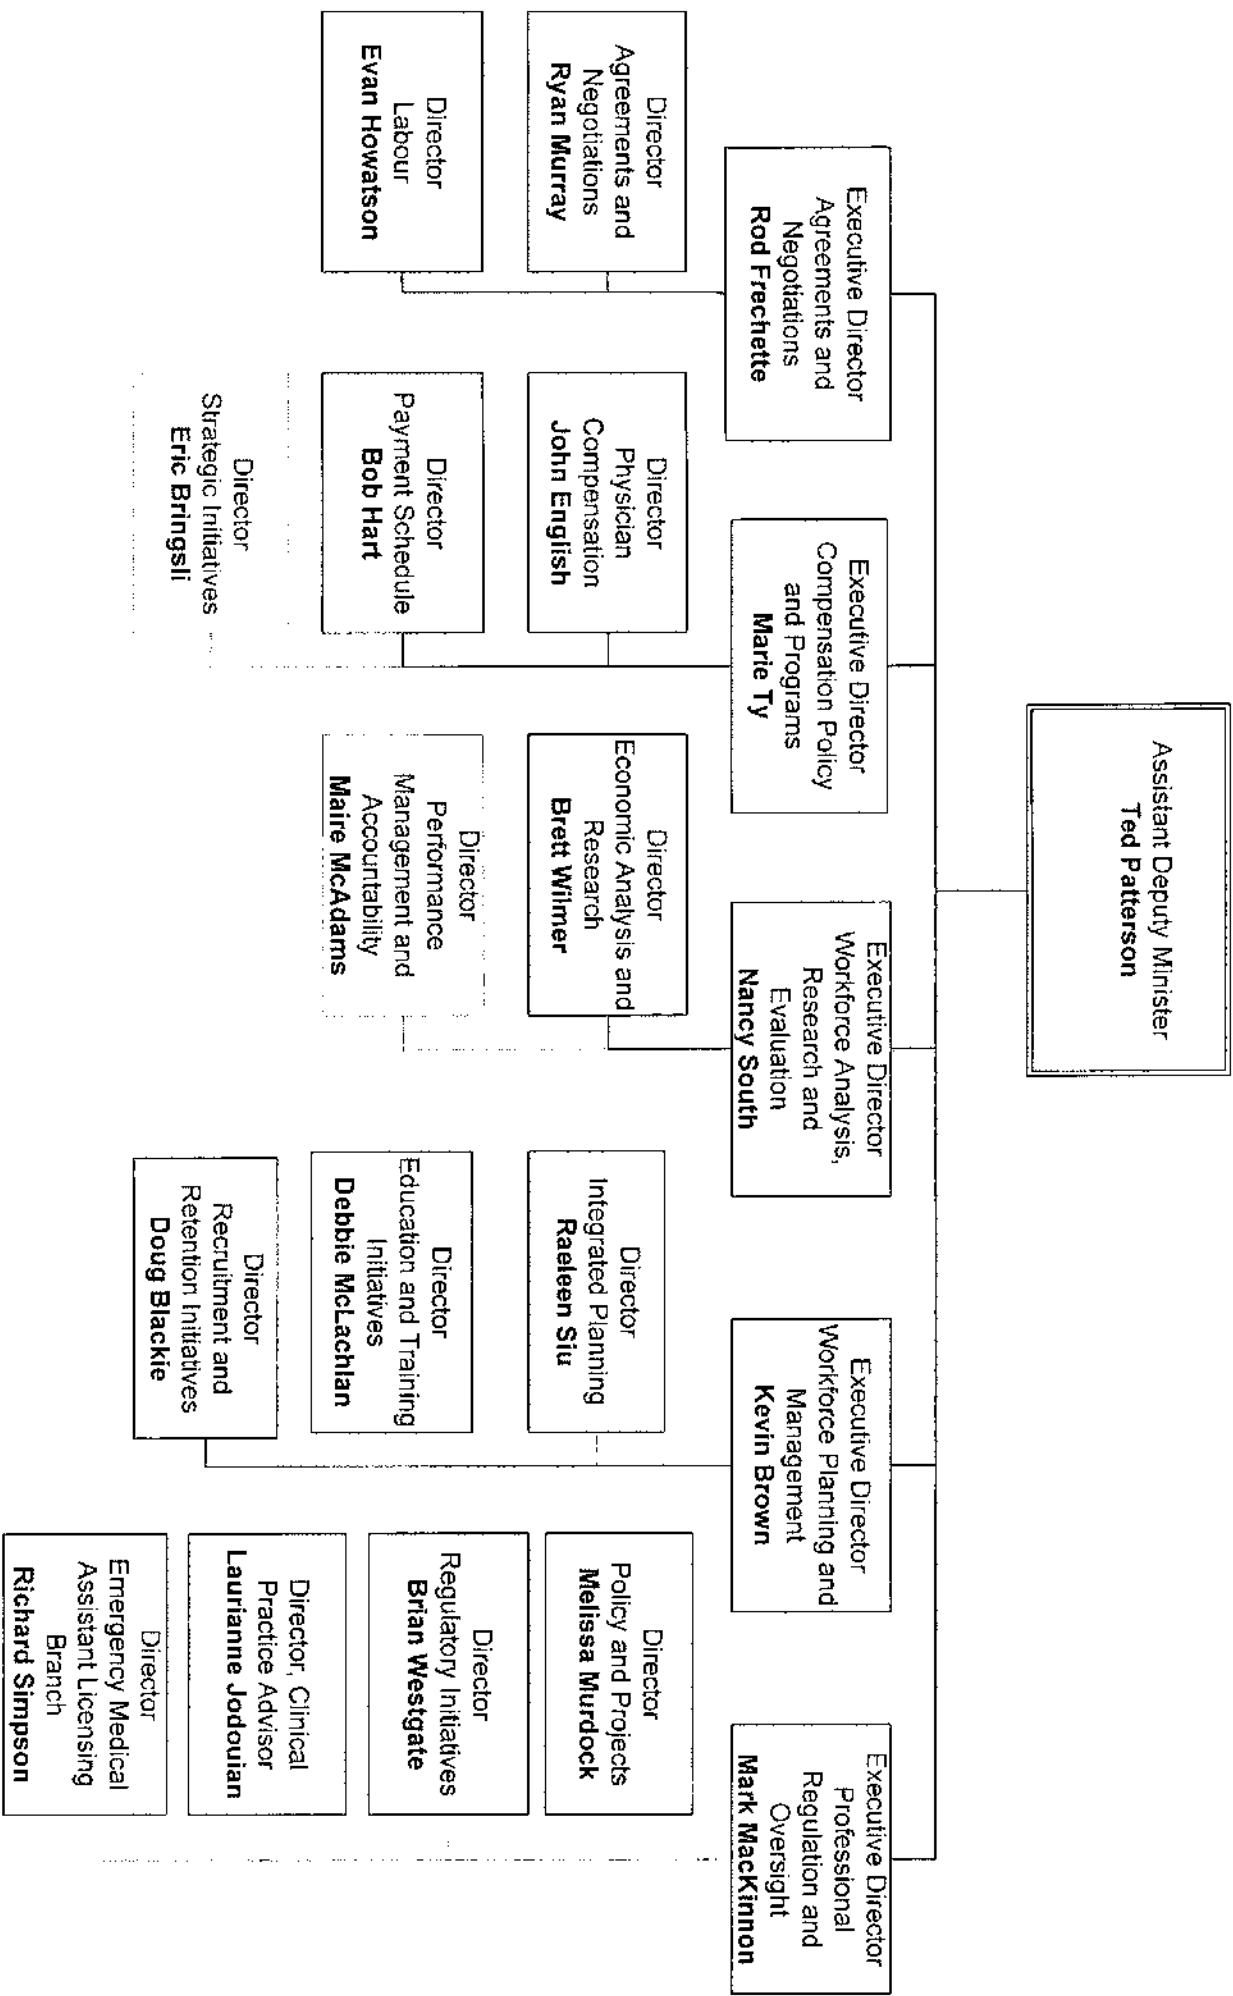 Assistant Deputy Minister
Ted Patterson
Executive Director
Agreements and
Negotiations
Rod Frechette
Executive Director
Compensation Policy
and Programs
Marie Ty
Executive Director
Workforce Analysis,
Research and
Evaluation
Nancy South
Executive Director
Workforce Planning and
Management
Kevin Brown
Executive Director
Professional
Regulation and
Oversight
Mark MacKinnon
Director
Agreements and
Negotiations
Ryan Murray
Director
Labour
Evan Howatson
Director
Physician
Compensation
John English
Director
Payment Schedule
Bob Hart
Director
Strategic Initiatives
Eric Bringsli
Director
Economic Analysis and
Research
Brett Wilmer
Director
Performance
Management and
Accountability
Maire McAdams
Director
Integrated Planning
Raeleen Siu
Director
Education and Training
Initiatives
Debbie McLachlan
Director
Recruitment and
Retention Initiatives
Doug Blackie
Director
Policy and Projects
Melissa Murdock
Director
Regulatory Initiatives
Brian Westgate
Director, Clinical
Practice Advisor
Laurianne Jodouian
Director
Emergency Medical
Assistant Licensing
Branch
Richard Simpson